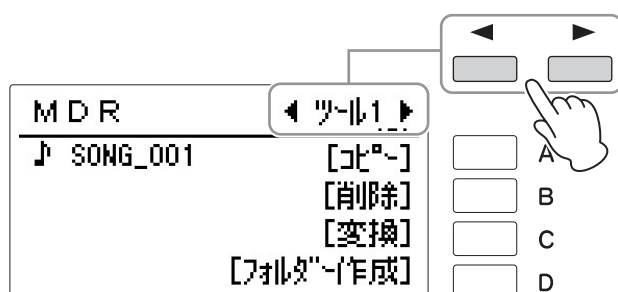 ◀ ▶
MDR ◀ ツール1 ▶
♪ SONG_001 [コピー] A
[削除] B
[変換] C
[フォルダー作成] D